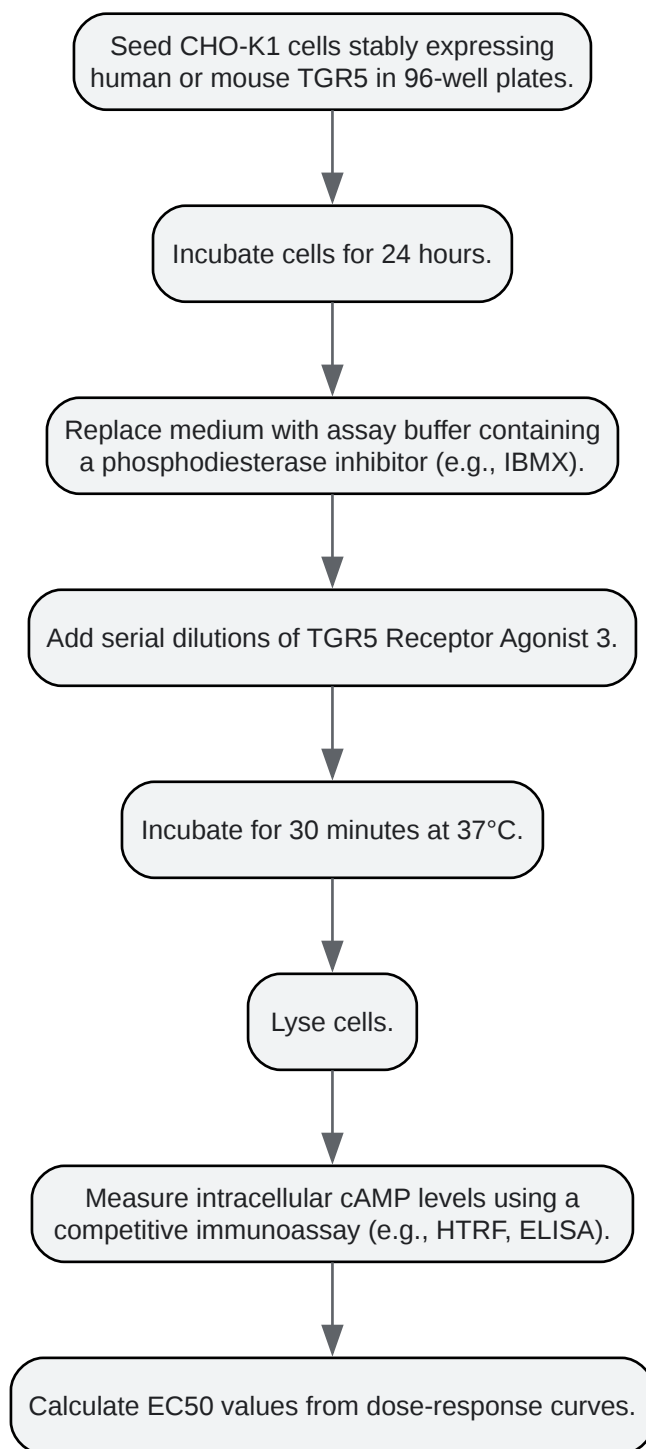 Seed CHO-K1 cells stably expressing
human or mouse TGR5 in 96-well plates.
Incubate cells for 24 hours.
Replace medium with assay buffer containing
a phosphodiesterase inhibitor (e.g., IBMX).
Add serial dilutions of TGR5 Receptor Agonist 3.
Incubate for 30 minutes at 37°C.
Lyse cells.
Measure intracellular cAMP levels using a
competitive immunoassay (e.g., HTRF, ELISA).
Calculate EC50 values from dose-response curves.